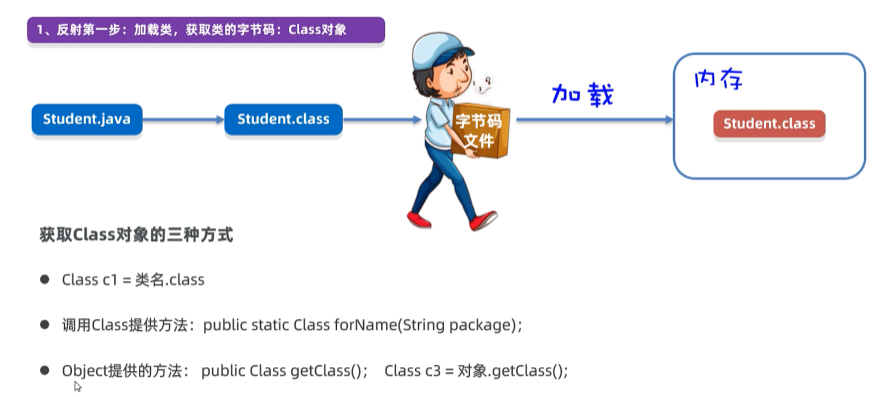 1、反射第一步：加载类，获取类的字节码：Class对象
Student.java
Student.class
字节码
文件
加载
内存
Student.class
获取Class对象的三种方式
● Class c1 = 类名.class
● 调用Class提供方法：public static Class forName(String package);
● Object提供的方法： public Class getClass(); Class c3 = 对象.getClass();